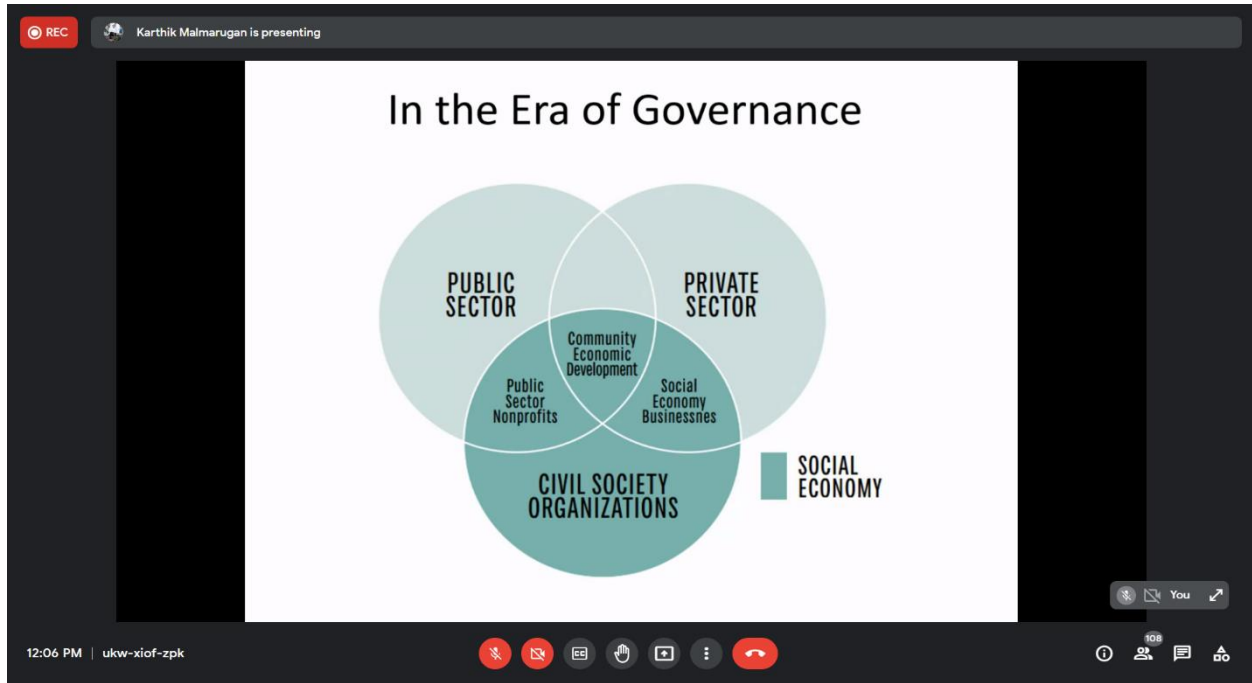 REC
Karthik Malmarugan is presenting
In the Era of Governance
PUBLIC
SECTOR
PRIVATE
SECTOR
Community
Economic
Development
Public
Sector
Nonprofits
Social
Economy
Businessnes
CIVIL SOCIETY
ORGANIZATIONS
SOCIAL
ECONOMY
You
12:06 PM | ukw-xiof-zpk
CC
108